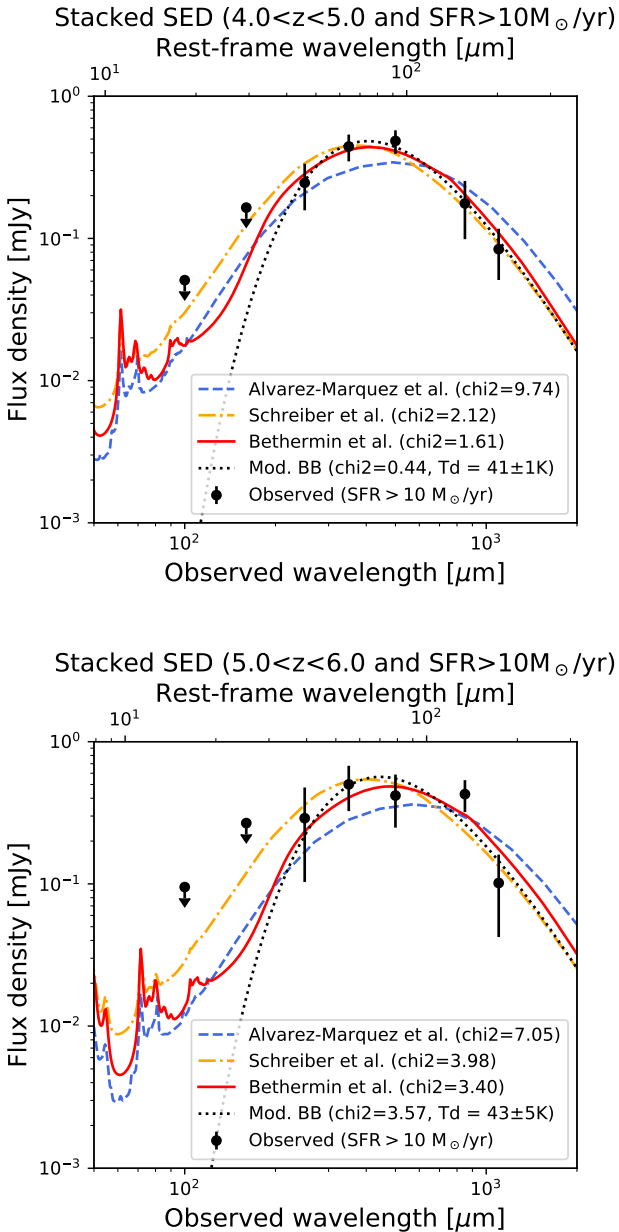 Stacked SED (4.0<z<5.0 and SFR>10M☉/yr)
Rest-frame wavelength [μm]
10¹ 10²
10⁰
10⁻¹
10⁻²
10⁻³
Flux density [mJy]
Alvarez-Marquez et al. (chi2=9.74)
Schreiber et al. (chi2=2.12)
Bethermin et al. (chi2=1.61)
Mod. BB (chi2=0.44, Td = 41±1K)
Observed (SFR > 10 M☉/yr)
10² 10³
Observed wavelength [μm]
Stacked SED (5.0<z<6.0 and SFR>10M☉/yr)
Rest-frame wavelength [μm]
10¹ 10²
10⁰
10⁻¹
10⁻²
10⁻³
Flux density [mJy]
Alvarez-Marquez et al. (chi2=7.05)
Schreiber et al. (chi2=3.98)
Bethermin et al. (chi2=3.40)
Mod. BB (chi2=3.57, Td = 43±5K)
Observed (SFR > 10 M☉/yr)
10² 10³
Observed wavelength [μm]